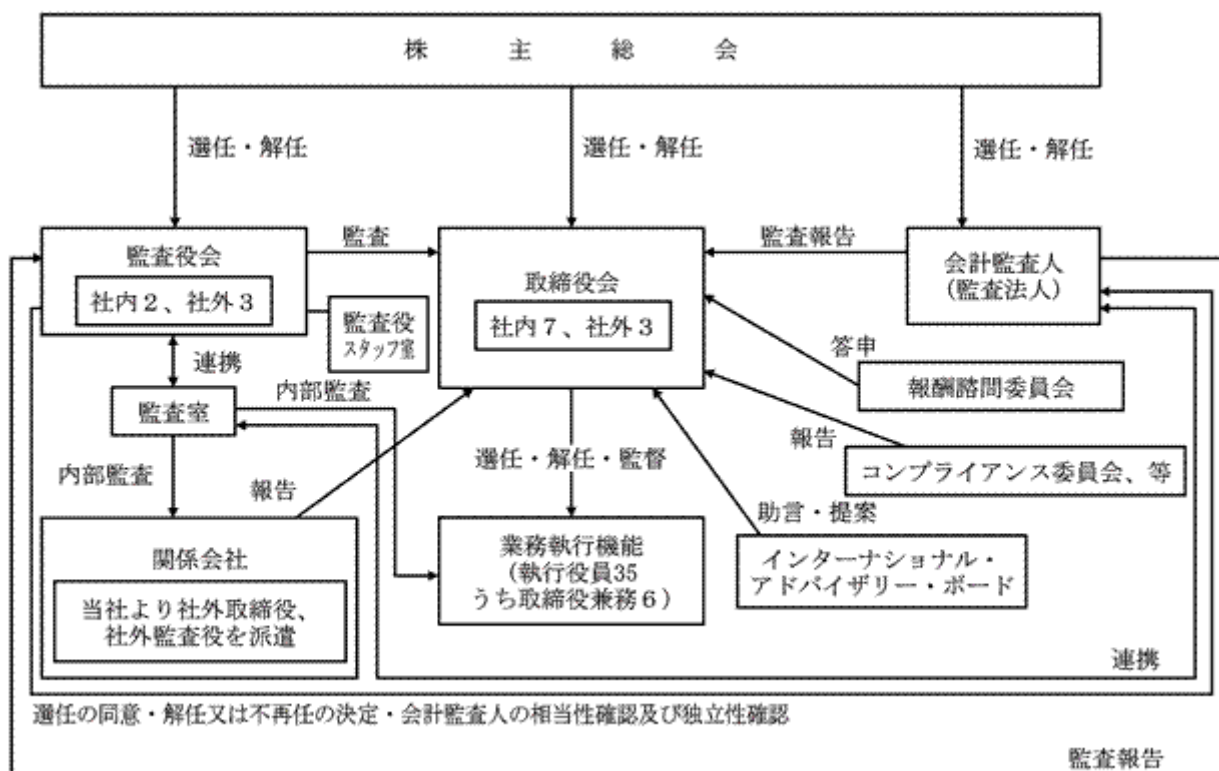 株主総会
選任・解任
選任・解任
選任・解任
監査役会
社内2、社外3
監査
監査役
スタッフ室
取締役会
社内7、社外3
監査報告
会計監査人
(監査法人)
連携
監査室
内部監査
内部監査
報告
答申
報酬諮問委員会
報告
コンプライアンス委員会、等
選任・解任・監督
助言・提案
インターナショナル・
アドバイザリー・ボード
関係会社
当社より社外取締役、
社外監査役を派遣
業務執行機能
(執行役員35
うち取締役兼務6)
連携
選任の同意・解任又は不再任の決定・会計監査人の相当性確認及び独立性確認
監査報告